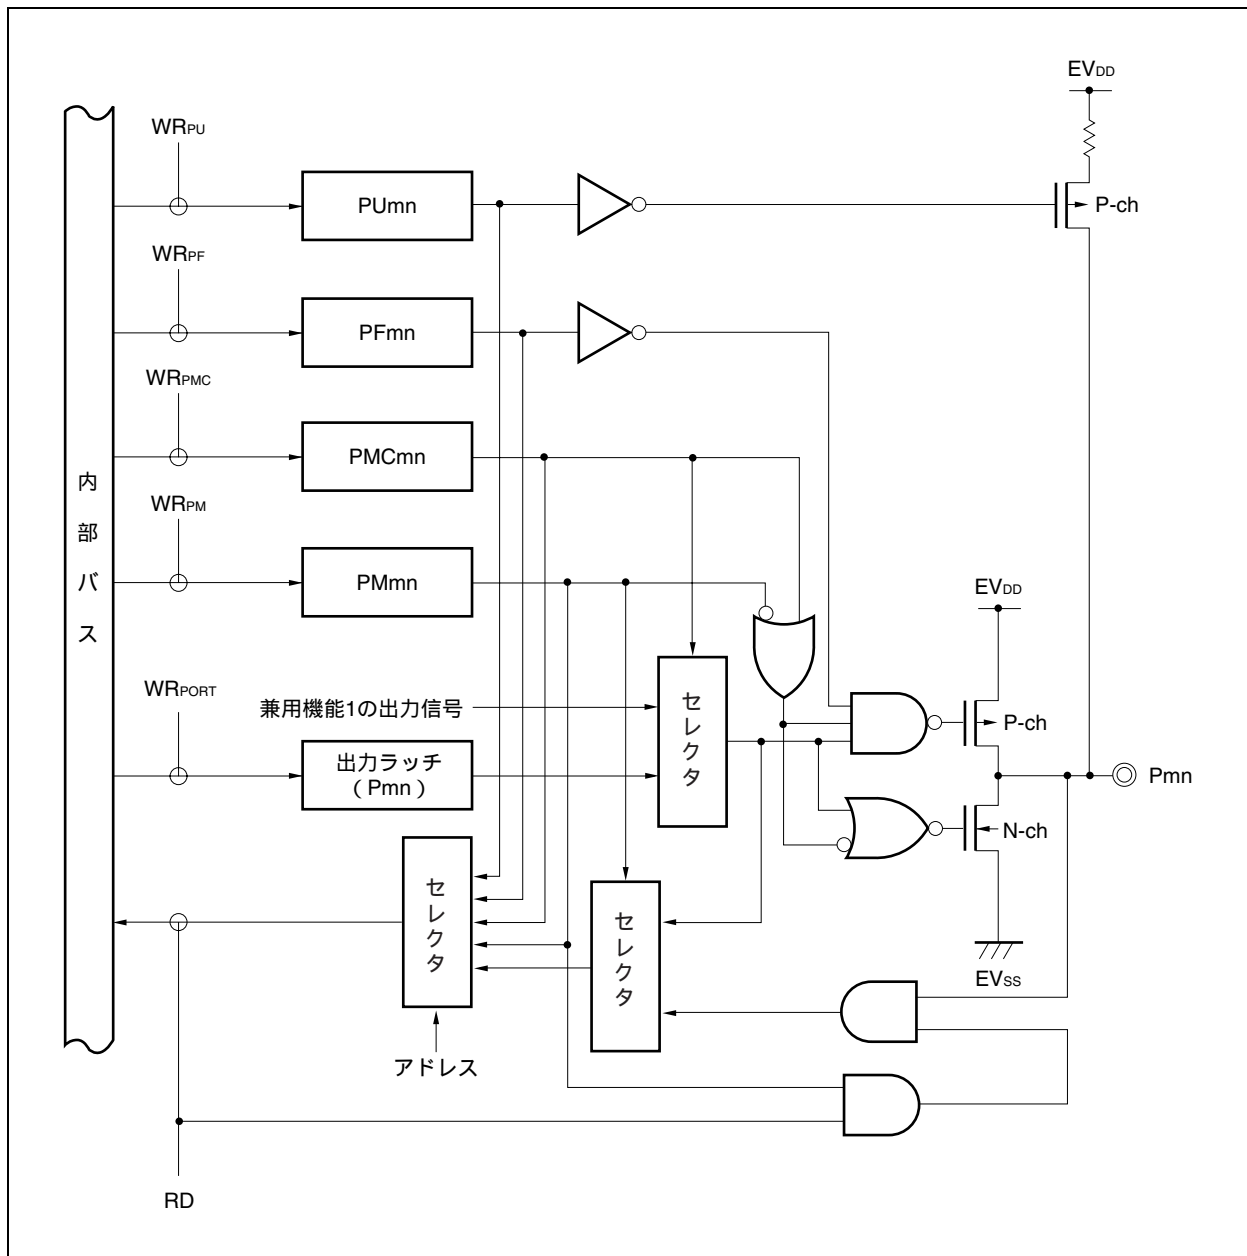 EVDD
WRPU
PUmn
P-ch
WRPF
PFmn
WRPMC
PMCmn
内部バス
WRPM
PMmn
EVDD
WRPORT
兼用機能1の出力信号
セレクタ
P-ch
出力ラッチ
(Pmn)
Pmn
N-ch
セレクタ
セレクタ
EVSS
アドレス
RD